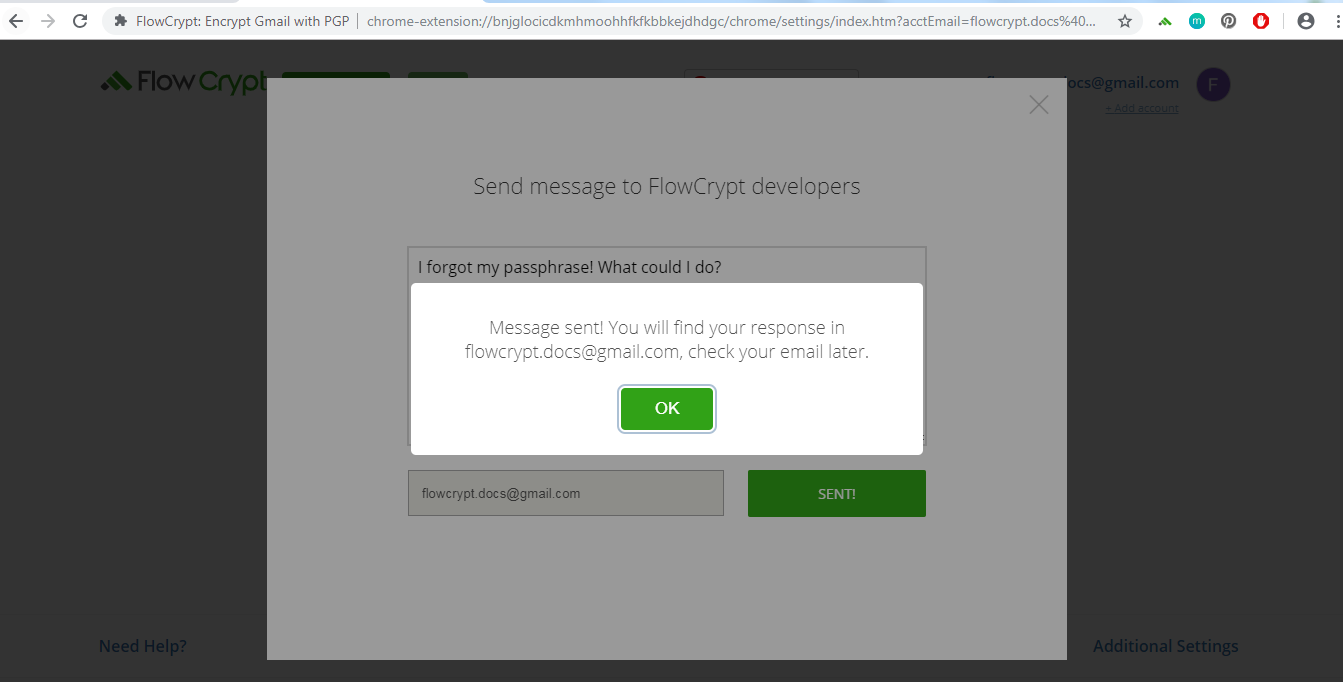 FlowCrypt: Encrypt Gmail with PGP
chrome-extension://bnjglocicdkmhmoohhfkfkbbkejdhdgc/chrome/settings/index.htm?acctEmail=flowcrypt.docs%40...
m
FlowCrypt
ocs@gmail.com
F
+ Add account
Send message to FlowCrypt developers
I forgot my passphrase! What could I do?
Message sent! You will find your response in
flowcrypt.docs@gmail.com, check your email later.
OK
flowcrypt.docs@gmail.com
SENT!
Need Help?
Additional Settings